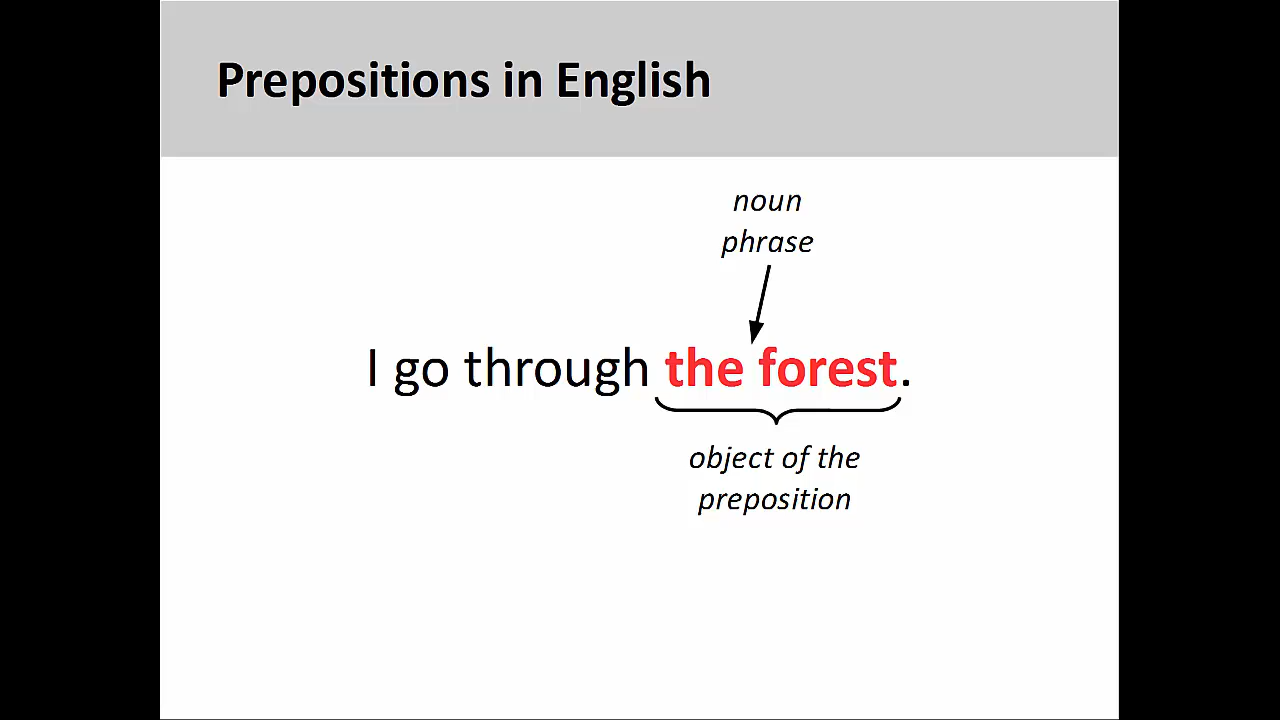 Prepositions in English
noun
phrase
I go through the forest.
object of the
preposition